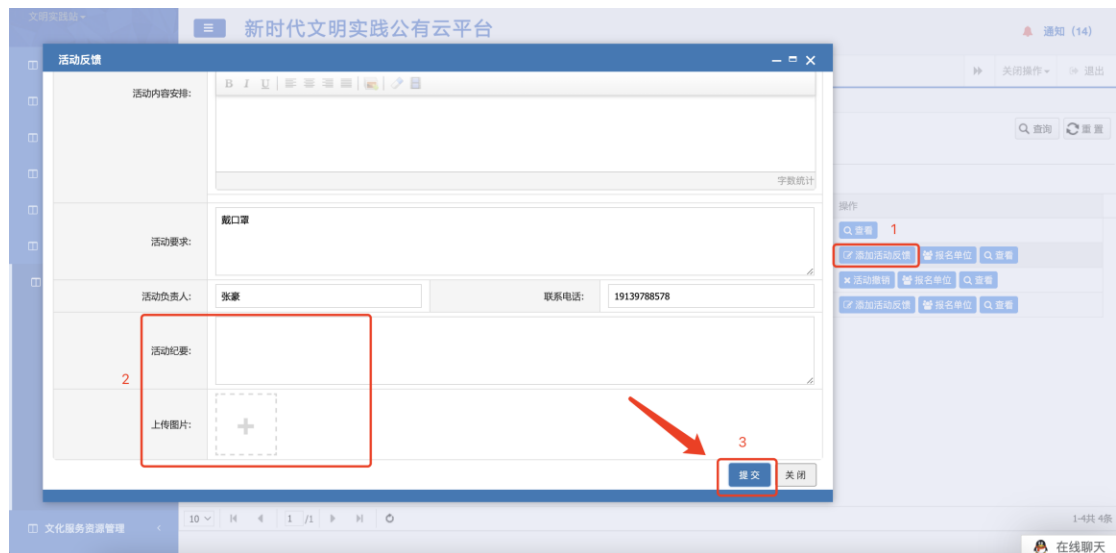 文明实践站
新时代文明实践公有云平台
通知（14）
活动反馈
关闭操作 退出
查询 重置
活动内容安排:
B I U
字数统计
操作
查看 1
添加活动反馈 报名单位 查看
活动撤销 报名单位 查看
添加活动反馈 报名单位 查看
活动要求:
戴口罩
活动负责人: 张豪 联系电话: 19139788578
活动纪要:
2
上传图片:
3
提交 关闭
文化服务资源管理
10 1 /1 1-4共 4条
在线聊天